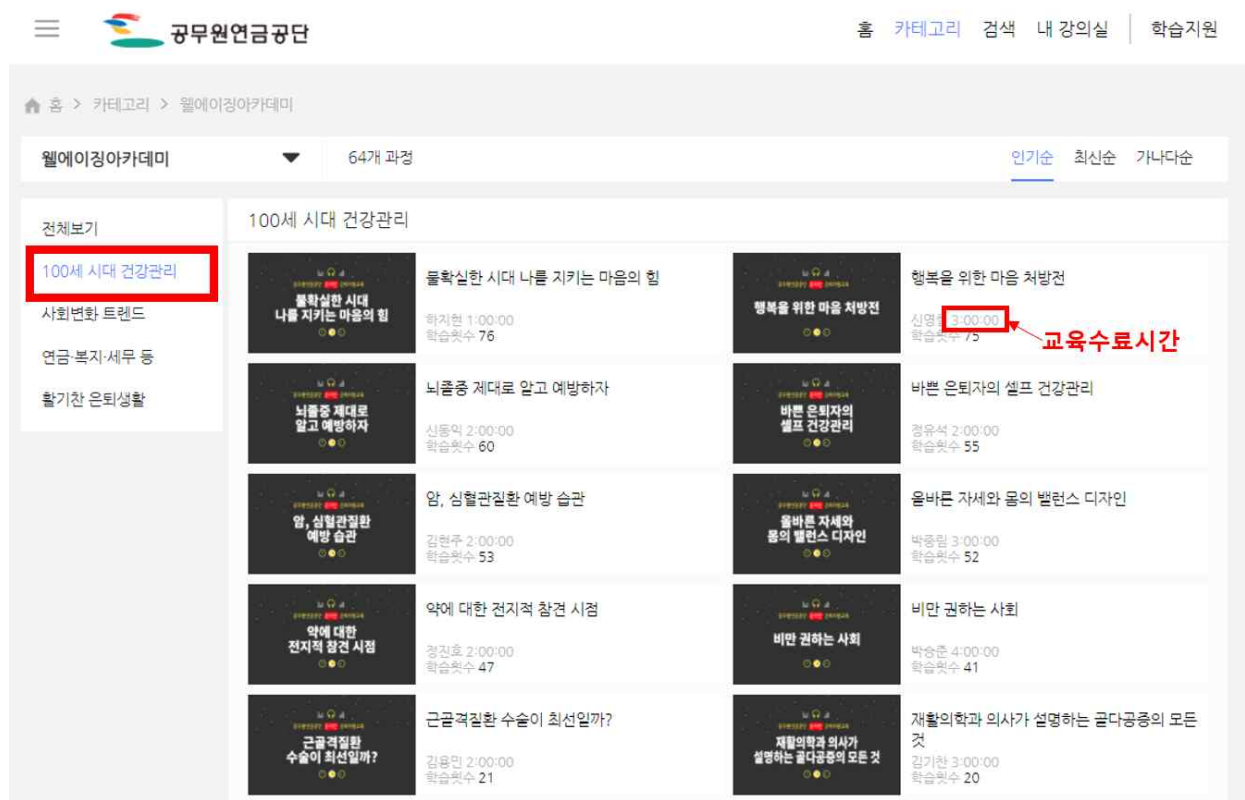 공무원연금공단
홈 카테고리 검색 내 강의실 학습지원
홈 > 카테고리 > 웰에이징아카데미
웰에이징아카데미 64개 과정 인기순 최신순 가나다순
전체보기
100세 시대 건강관리
사회변화 트렌드
연금·복지·세무 등
활기찬 은퇴생활
100세 시대 건강관리
불확실한 시대
나를 지키는 마음의 힘
불확실한 시대 나를 지키는 마음의 힘
하지현 1:00:00
학습횟수 76
행복을 위한 마음 처방전
행복을 위한 마음 처방전
3:00:00
학습횟수 75
교육수료시간
뇌졸중 제대로
알고 예방하자
뇌졸중 제대로 알고 예방하자
신동익 2:00:00
학습횟수 60
바쁜 은퇴자의
셀프 건강관리
바쁜 은퇴자의 셀프 건강관리
정유석 2:00:00
학습횟수 55
암, 심혈관질환
예방 습관
암, 심혈관질환 예방 습관
김현주 2:00:00
학습횟수 53
올바른 자세와
몸의 밸런스 디자인
올바른 자세와 몸의 밸런스 디자인
박중림 3:00:00
학습횟수 52
약에 대한
전지적 참견 시점
약에 대한 전지적 참견 시점
정진호 2:00:00
학습횟수 47
비만 권하는 사회
비만 권하는 사회
박승준 4:00:00
학습횟수 41
근골격질환
수술이 최선일까?
근골격질환 수술이 최선일까?
김용민 2:00:00
학습횟수 21
재활의학과 의사가
설명하는 골다공증의 모든 것
재활의학과 의사가 설명하는 골다공증의 모든
것
김기찬 3:00:00
학습횟수 20